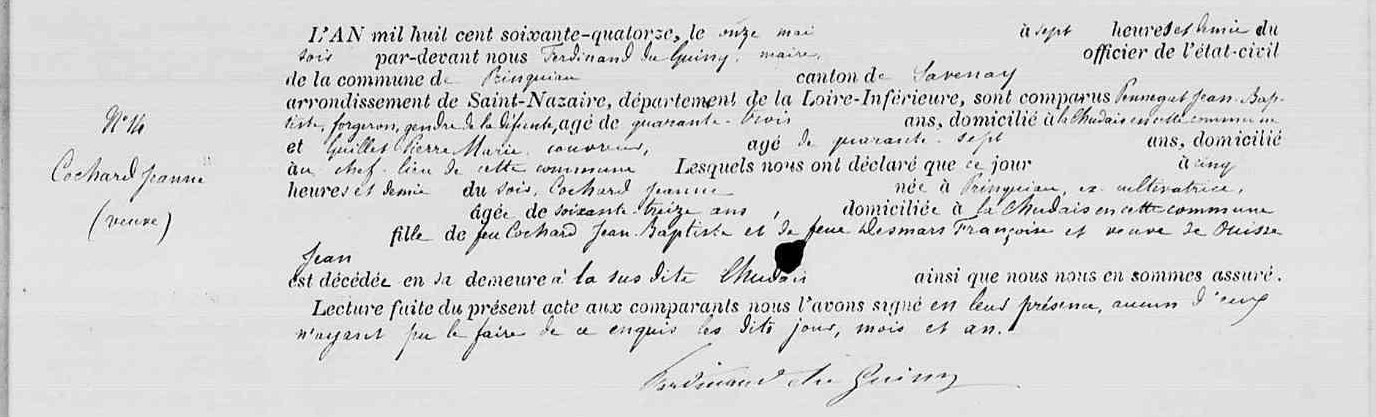 L'AN mil huit cent soixante-quatorze, le onze mai à sept heures et demie du
soir par-devant nous Ferdinand du Guiny, maire, officier de l'état-civil
de la commune de Prinquiau canton de Savenay
arrondissement de Saint-Nazaire, département de la Loire-Inférieure, sont comparus Jean-Bap-
tiste, forgeron, gendre de la défunte, agé de quarante-trois ans, domicilié à la Chudais en cette commune
et Guillet Pierre Marie couvreur, agé de quarante-sept ans, domicilié
au chef-lieu de cette commune Lesquels nous ont déclaré que ce jour à cinq
heures et demie du soir, Cochard Jeanne née à Prinquiau, ex-cultivatrice,
âgée de soixante-treize ans, domiciliée à la Chudais en cette commune
fille de feu Cochard Jean-Baptiste et de feue Desmars Françoise et veuve de Ouisse
Jean
est décédée en sa demeure à la sus dite Chudais ainsi que nous nous en sommes assuré.
Lecture faite du présent acte aux comparants nous l'avons signé en leur présence, aucun d'eux
n'ayant pu le faire de ce enquis les dits jour, mois et an.
Ferdinand du Guiny
N° 14
Cochard Jeanne
(veuve)